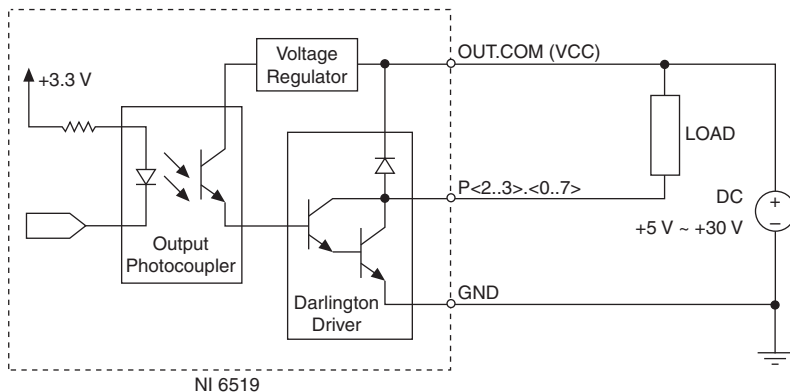 Voltage
Regulator
OUT.COM (VCC)
+3.3 V
LOAD
P<2..3>.<0..7>
DC
+
–
+5 V ~ +30 V
Output
Photocoupler
GND
Darlington
Driver
NI 6519